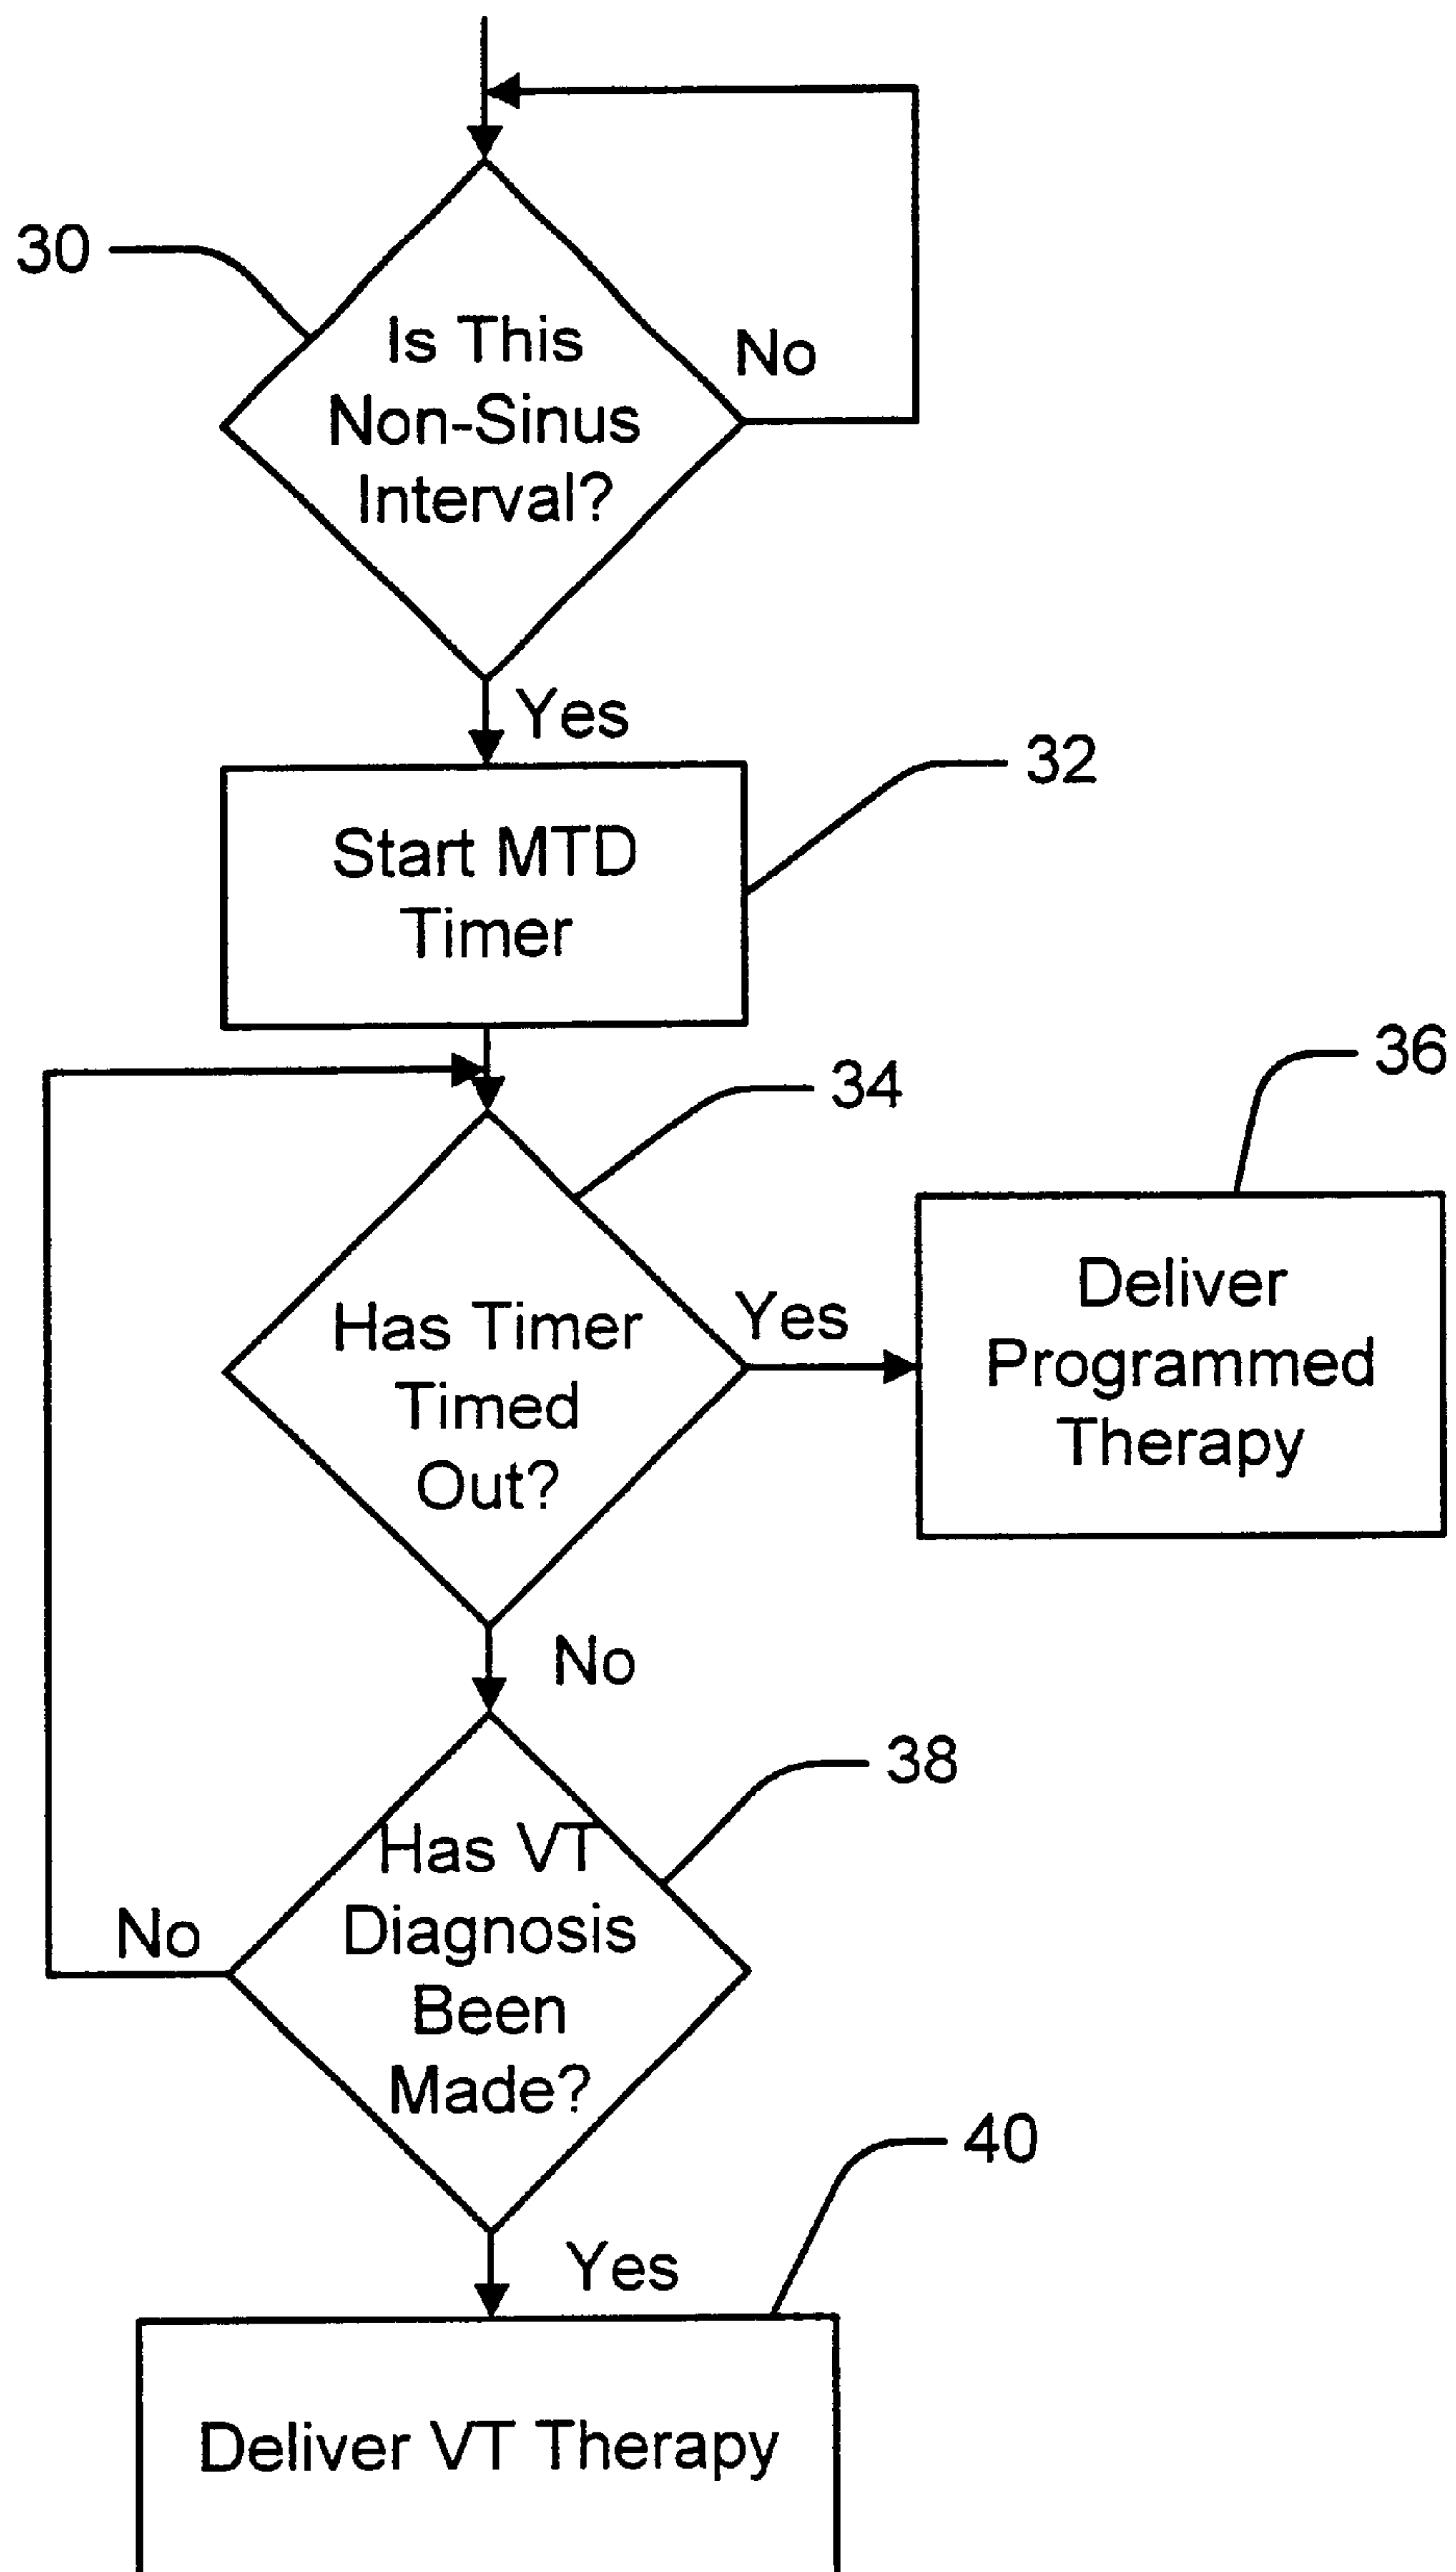 30
Is This
Non-Sinus
Interval?
No
Yes
32
Start MTD
Timer
34
36
Has Timer
Timed
Out?
Yes
Deliver
Programmed
Therapy
No
38
Has VT
Diagnosis
Been
Made?
No
40
Yes
Deliver VT Therapy